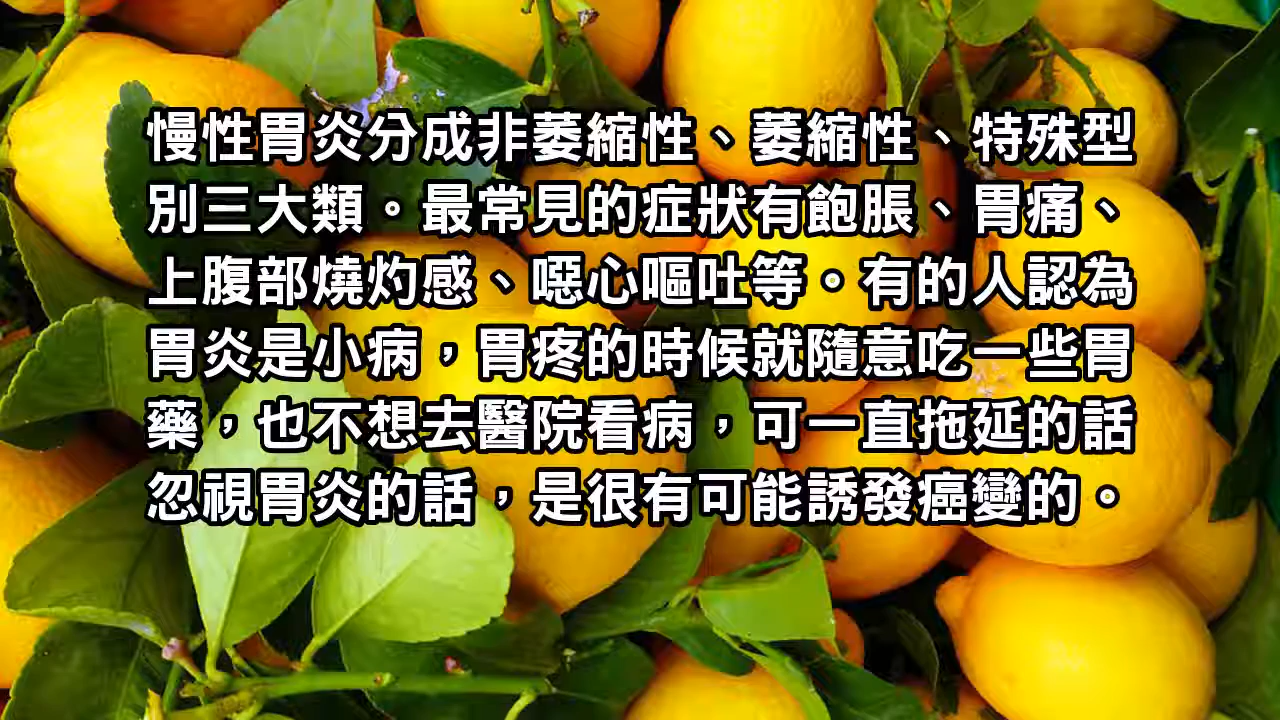 慢性胃炎分成非萎縮性、萎縮性、特殊型
別三大類。最常見的症狀有飽脹、胃痛、
上腹部燒灼感、噁心嘔吐等。有的人認為
胃炎是小病，胃疼的時候就隨意吃一些胃
藥，也不想去醫院看病，可一直拖延的話
忽視胃炎的話，是很有可能誘發癌變的。